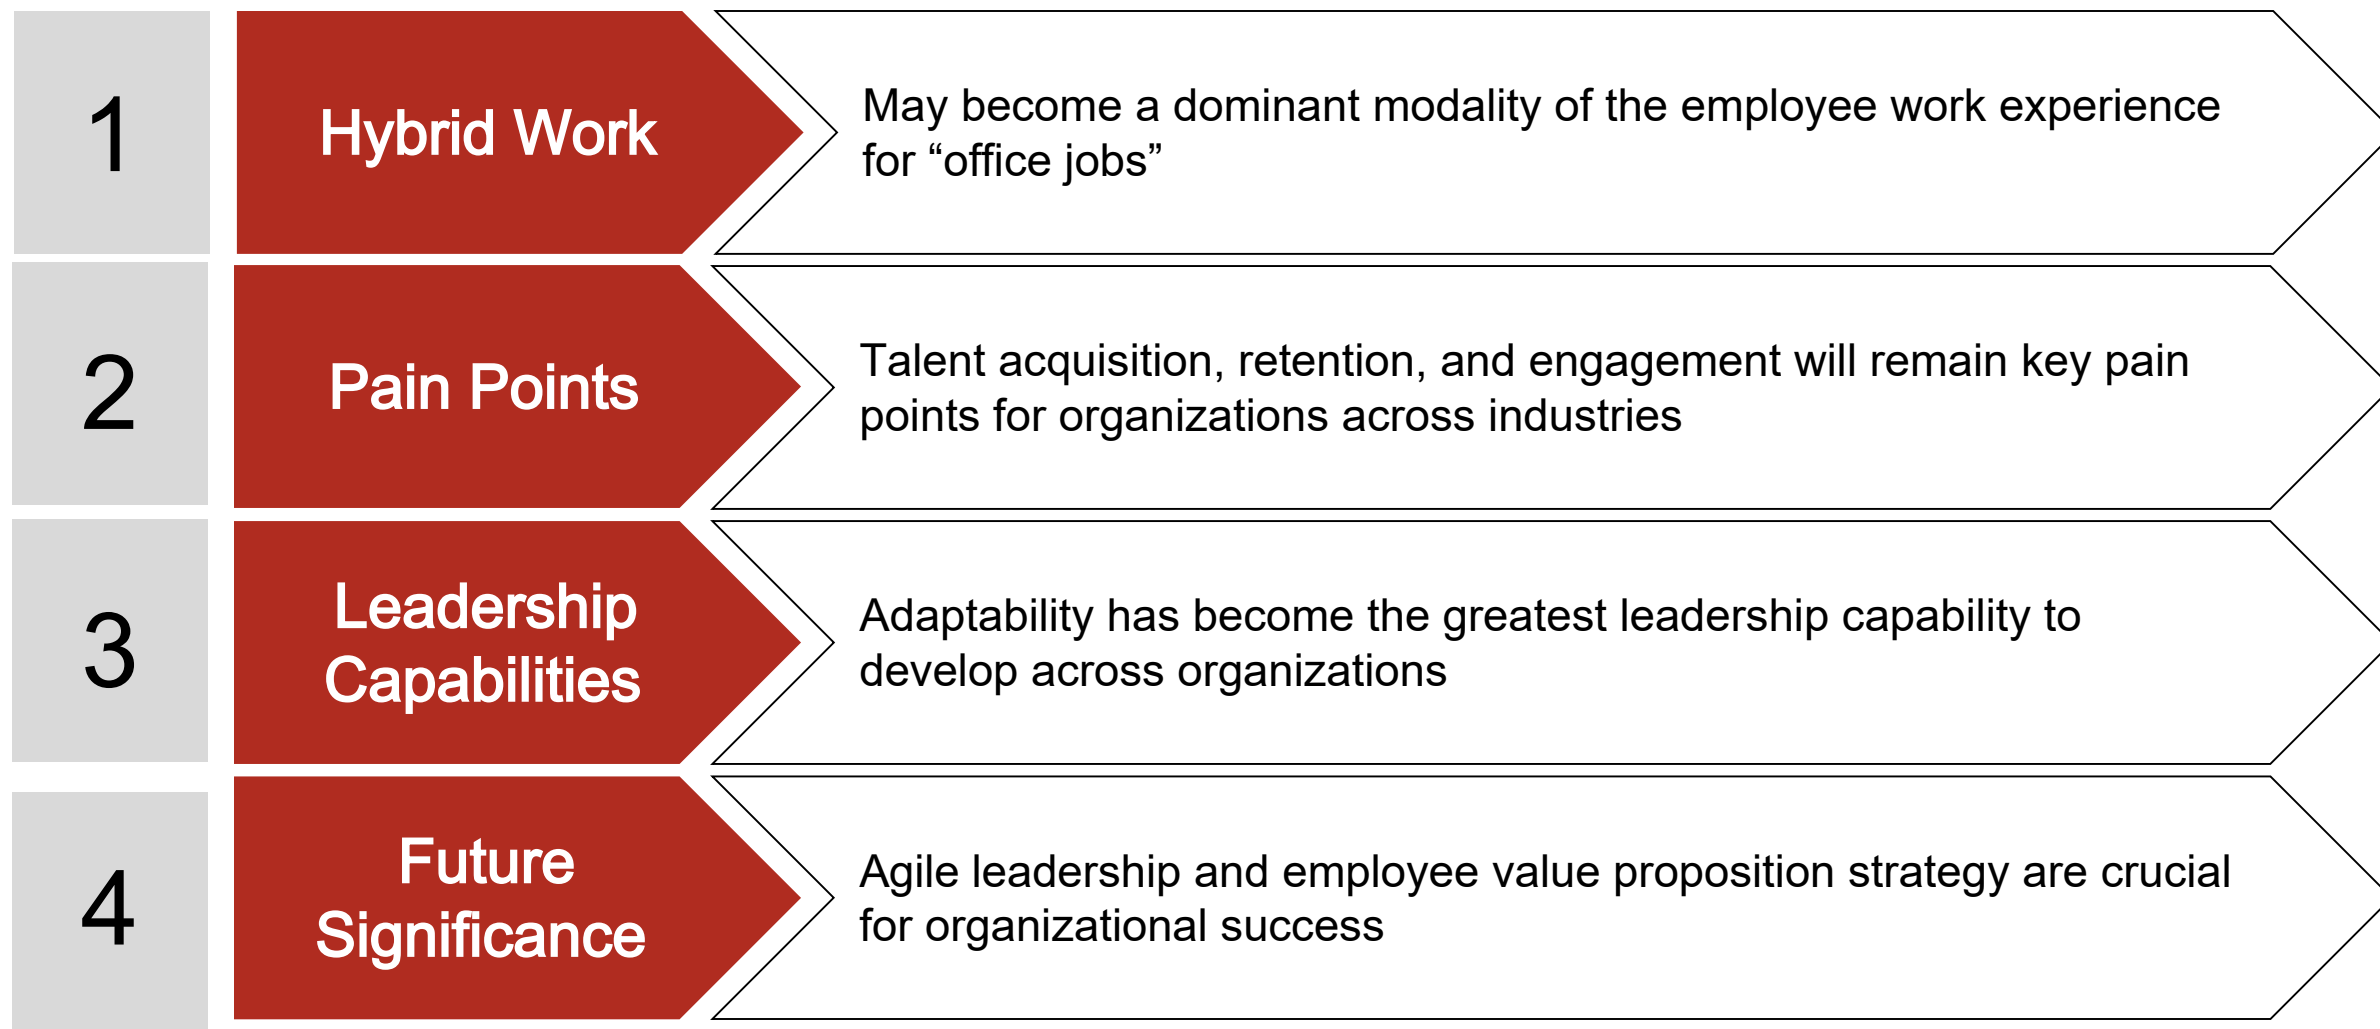 1
Hybrid Work
May become a dominant modality of the employee work experience
for “office jobs”
2
Pain Points
Talent acquisition, retention, and engagement will remain key pain
points for organizations across industries
3
Leadership
Capabilities
Adaptability has become the greatest leadership capability to
develop across organizations
4
Future
Significance
Agile leadership and employee value proposition strategy are crucial
for organizational success